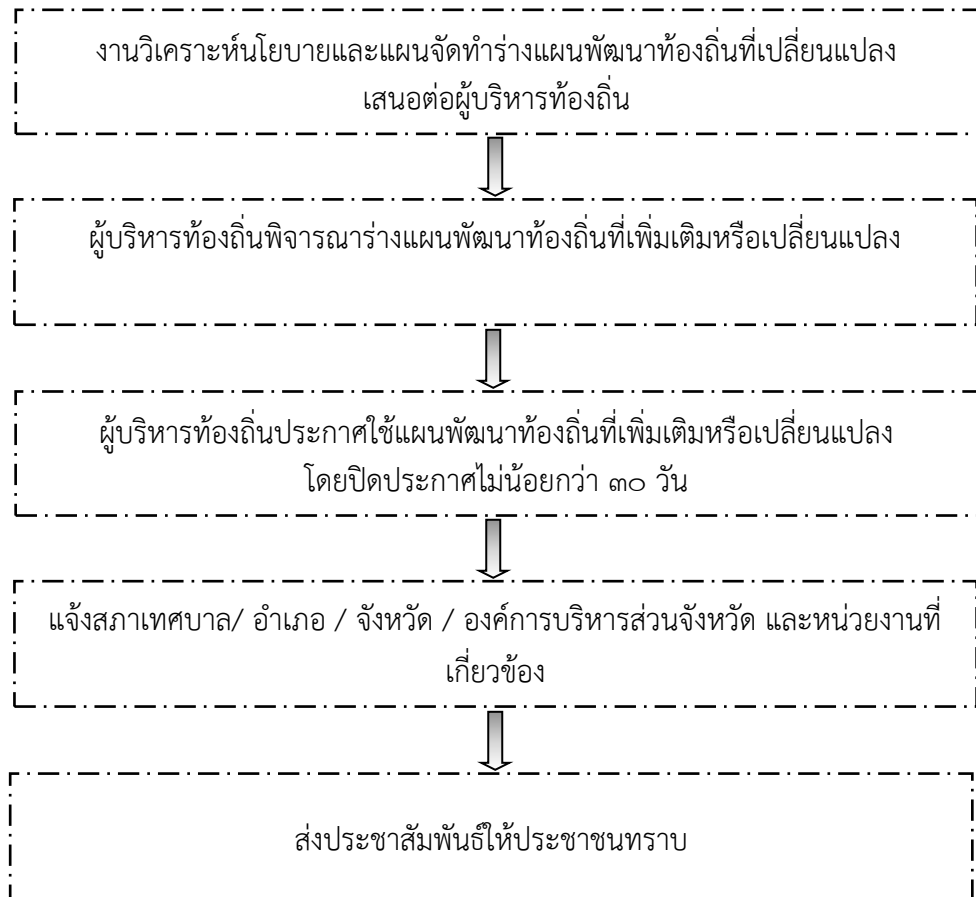 งานวิเคราะห์นโยบายและแผนจัดทำร่างแผนพัฒนาท้องถิ่นที่เปลี่ยนแปลง
เสนอต่อผู้บริหารท้องถิ่น
ผู้บริหารท้องถิ่นพิจารณาร่างแผนพัฒนาท้องถิ่นที่เพิ่มเติมหรือเปลี่ยนแปลง
ผู้บริหารท้องถิ่นประกาศใช้แผนพัฒนาท้องถิ่นที่เพิ่มเติมหรือเปลี่ยนแปลง
โดยปิดประกาศไม่น้อยกว่า ๓๐ วัน
แจ้งสภาเทศบาล/ อำเภอ / จังหวัด / องค์การบริหารส่วนจังหวัด และหน่วยงานที่
เกี่ยวข้อง
ส่งประชาสัมพันธ์ให้ประชาชนทราบ